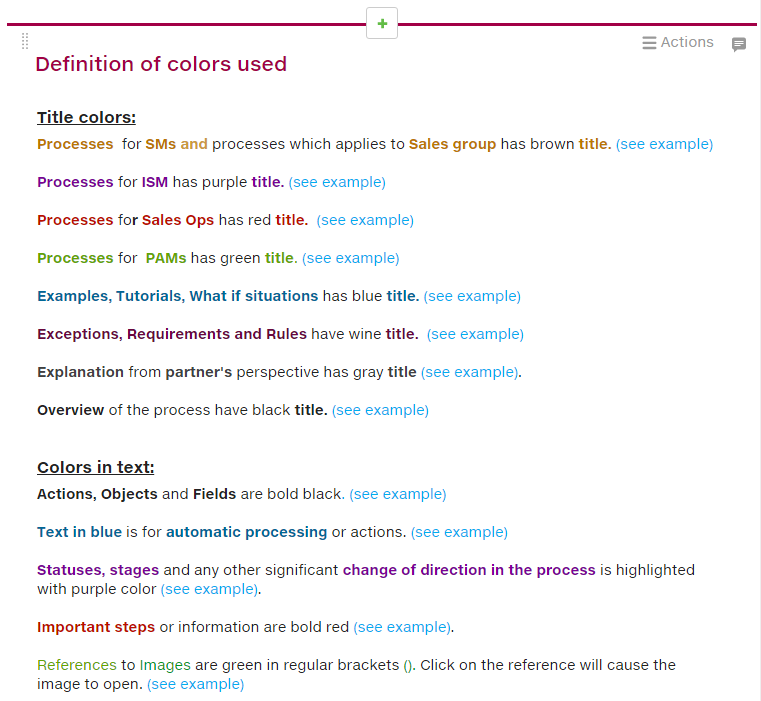 Actions
Definition of colors used
Title colors:
Processes for SMs and processes which applies to Sales group has brown title. (see example)
Processes for ISM has purple title. (see example)
Processes for Sales Ops has red title. (see example)
Processes for PAMs has green title. (see example)
Examples, Tutorials, What if situations has blue title. (see example)
Exceptions, Requirements and Rules have wine title. (see example)
Explanation from partner's perspective has gray title (see example).
Overview of the process have black title. (see example)
Colors in text:
Actions, Objects and Fields are bold black. (see example)
Text in blue is for automatic processing or actions. (see example)
Statuses, stages and any other significant change of direction in the process is highlighted
with purple color (see example).
Important steps or information are bold red (see example).
References to Images are green in regular brackets (). Click on the reference will cause the
image to open. (see example)